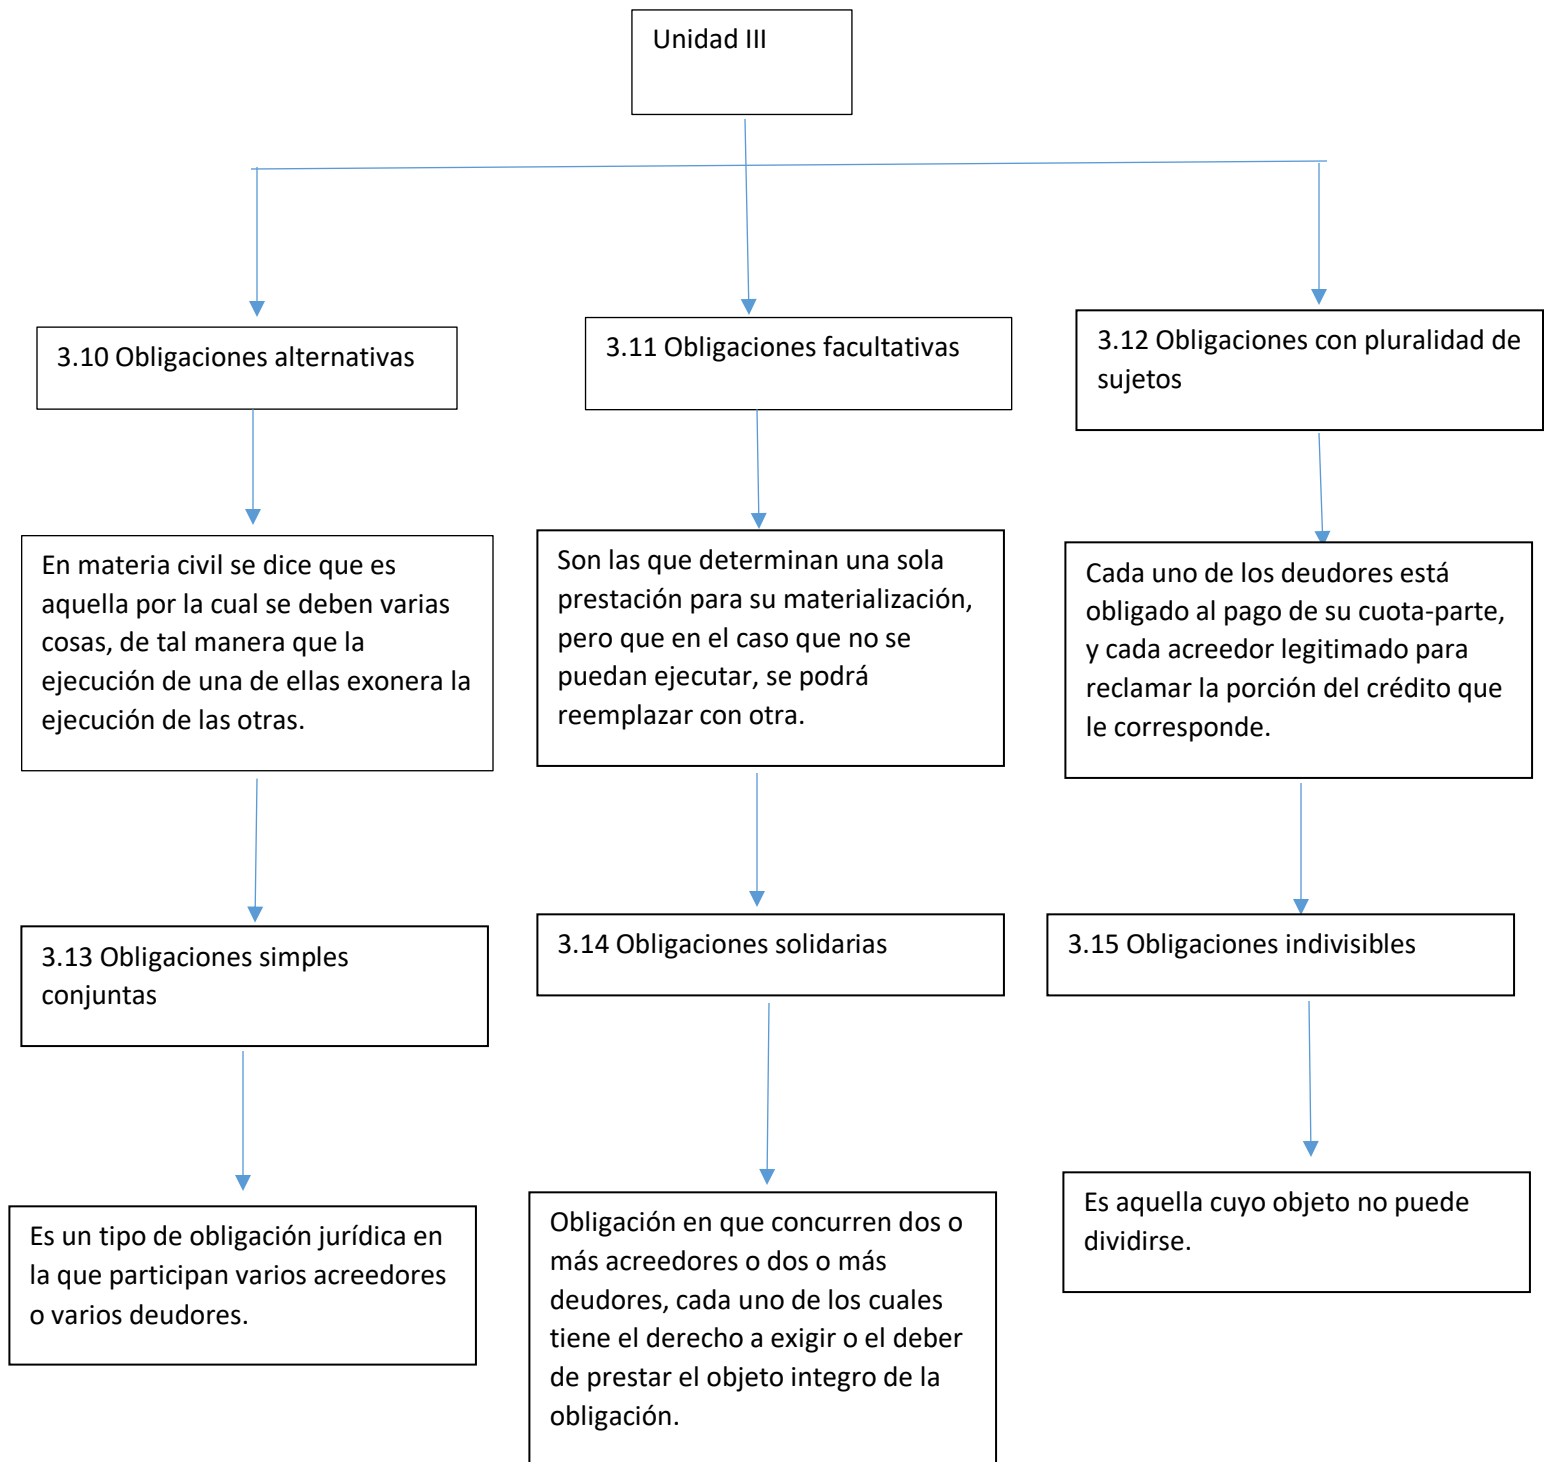 Unidad III
3.10 Obligaciones alternativas
3.11 Obligaciones facultativas
3.12 Obligaciones con pluralidad de
sujetos
En materia civil se dice que es
aquella por la cual se deben varias
cosas, de tal manera que la
ejecución de una de ellas exonera la
ejecución de las otras.
Son las que determinan una sola
prestación para su materialización,
pero que en el caso que no se
puedan ejecutar, se podrá
reemplazar con otra.
Cada uno de los deudores está
obligado al pago de su cuota-parte,
y cada acreedor legitimado para
reclamar la porción del crédito que
le corresponde.
3.13 Obligaciones simples
conjuntas
3.14 Obligaciones solidarias
3.15 Obligaciones indivisibles
Es un tipo de obligación jurídica en
la que participan varios acreedores
o varios deudores.
Obligación en que concurren dos o
más acreedores o dos o más
deudores, cada uno de los cuales
tiene el derecho a exigir o el deber
de prestar el objeto integro de la
obligación.
Es aquella cuyo objeto no puede
dividirse.